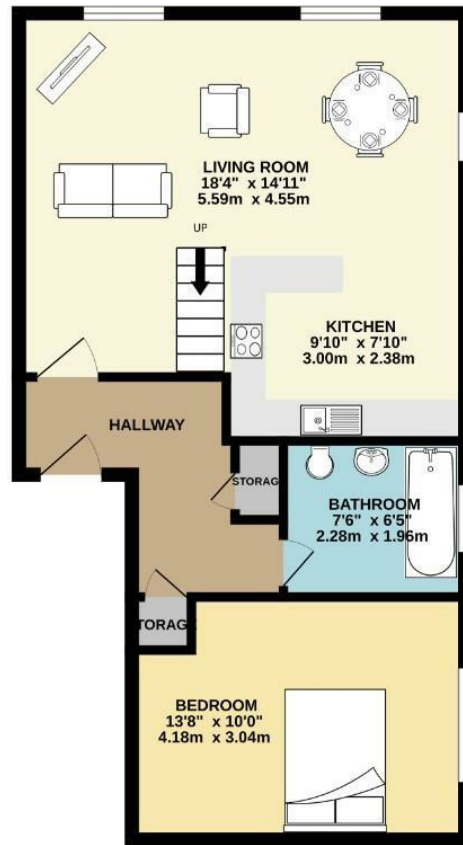 LIVING ROOM
18'4" x 14'11"
5.59m x 4.55m
UP
KITCHEN
9'10" x 7'10"
3.00m x 2.38m
HALLWAY
STORAG
BATHROOM
7'6" x 6'5"
2.28m x 1.96m
TORAG
BEDROOM
13'8" x 10'0"
4.18m x 3.04m